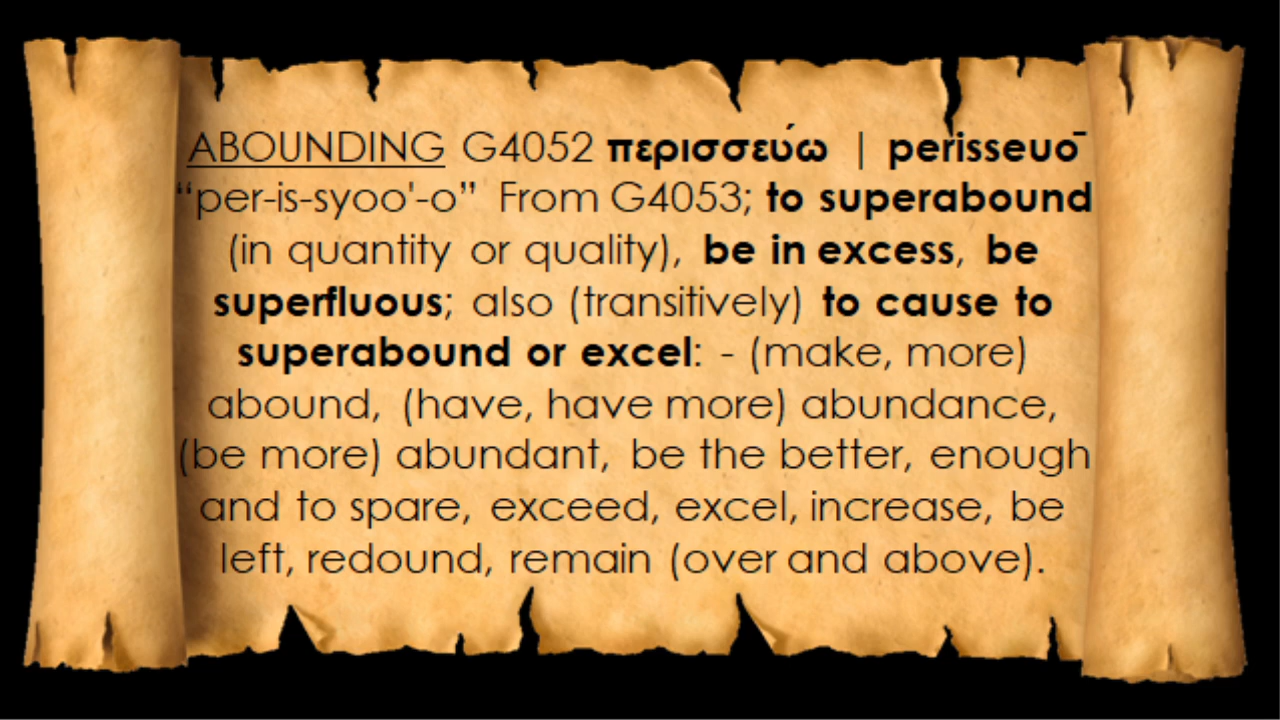 ABOUNDING G4052 περισσεύω | perisseuō
“per-is-syoo'-o” From G4053; to superabound
(in quantity or quality), be in excess, be
superfluous; also (transitively) to cause to
superabound or excel: - (make, more)
abound, (have, have more) abundance,
(be more) abundant, be the better, enough
and to spare, exceed, excel, increase, be
left, redound, remain (over and above).